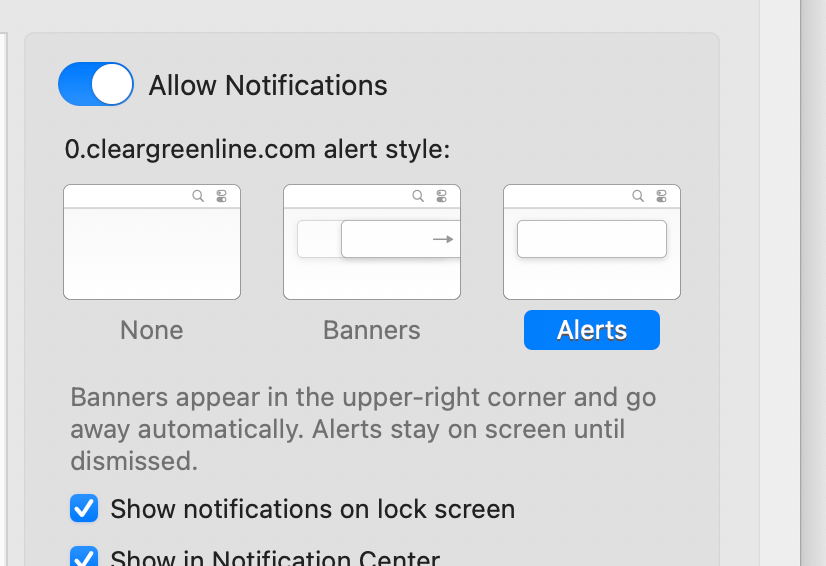 Allow Notifications
0.cleargreenline.com alert style:
None
Banners
Alerts
Banners appear in the upper-right corner and go
away automatically. Alerts stay on screen until
dismissed.
Show notifications on lock screen
Show in Notification Center